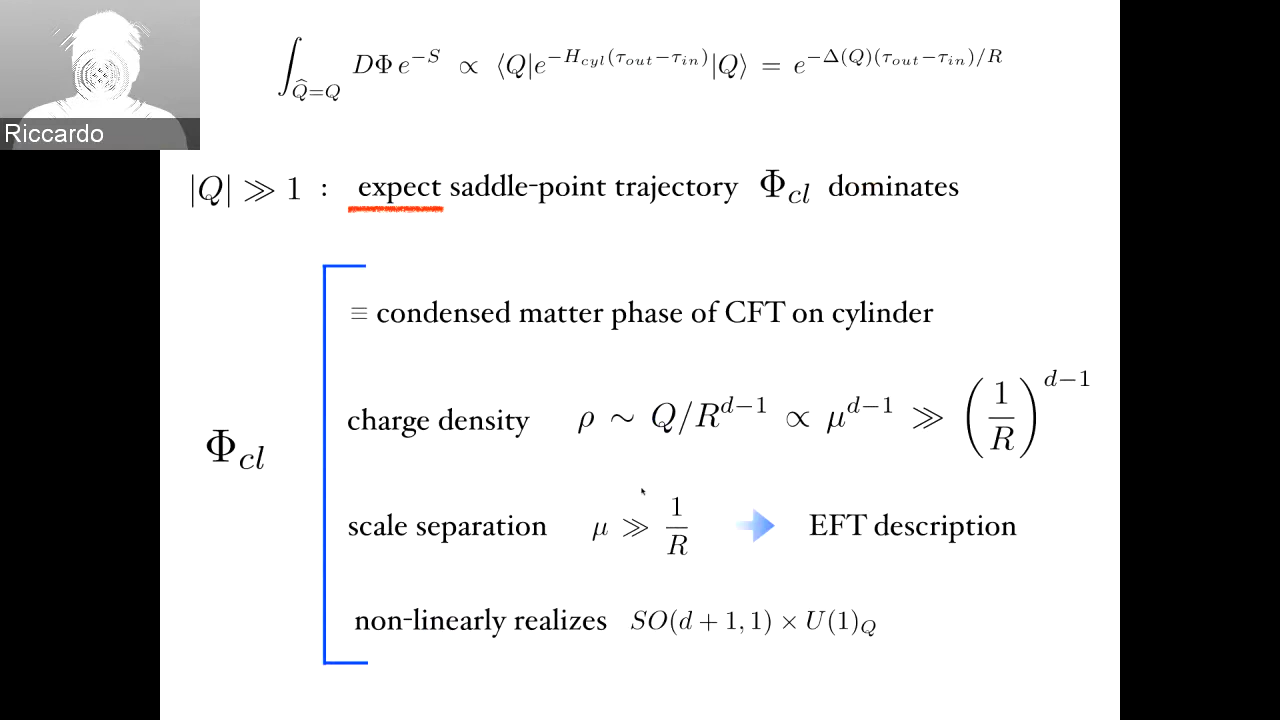 ∫_{Q̂=Q} DΦ e^{−S} ∝ ⟨Q|e^{−H_{cyl}(τ_{out}−τ_{in})}|Q⟩ = e^{−Δ(Q)(τ_{out}−τ_{in})/R}
Riccardo
|Q| ≫ 1 : expect saddle-point trajectory Φ_{cl} dominates
≡ condensed matter phase of CFT on cylinder
charge density ρ ∼ Q/R^{d−1} ∝ μ^{d−1} ≫ (1/R)^{d−1}
Φ_{cl}
scale separation μ ≫ 1/R EFT description
non-linearly realizes SO(d + 1, 1) × U(1)_Q